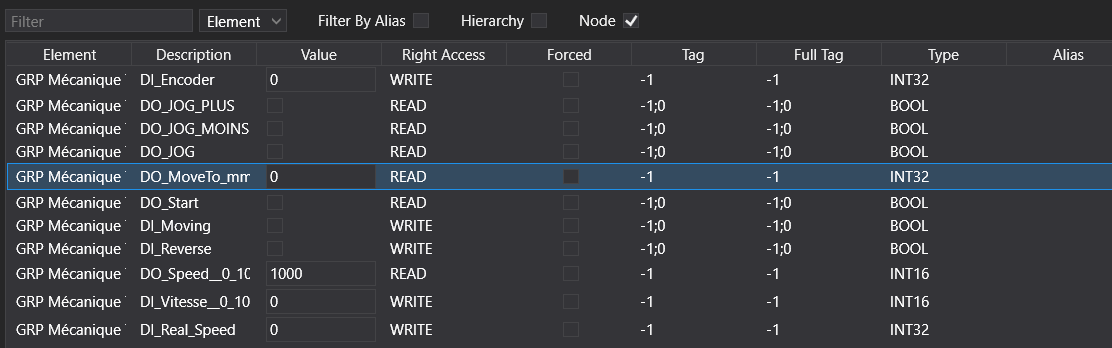 Filter Element Filter By Alias Hierarchy Node
Element Description Value Right Access Forced Tag Full Tag Type Alias
GRP Mécanique DI_Encoder 0 WRITE -1 -1 INT32
GRP Mécanique DO_JOG_PLUS READ -1;0 -1;0 BOOL
GRP Mécanique DO_JOG_MOINS READ -1;0 -1;0 BOOL
GRP Mécanique DO_JOG READ -1;0 -1;0 BOOL
GRP Mécanique DO_MoveTo_mm 0 READ -1 -1 INT32
GRP Mécanique DO_Start READ -1;0 -1;0 BOOL
GRP Mécanique DI_Moving WRITE -1;0 -1;0 BOOL
GRP Mécanique DI_Reverse WRITE -1;0 -1;0 BOOL
GRP Mécanique DO_Speed__0_10 1000 READ -1 -1 INT16
GRP Mécanique DI_Vitesse__0_10 0 WRITE -1 -1 INT16
GRP Mécanique DI_Real_Speed 0 WRITE -1 -1 INT32